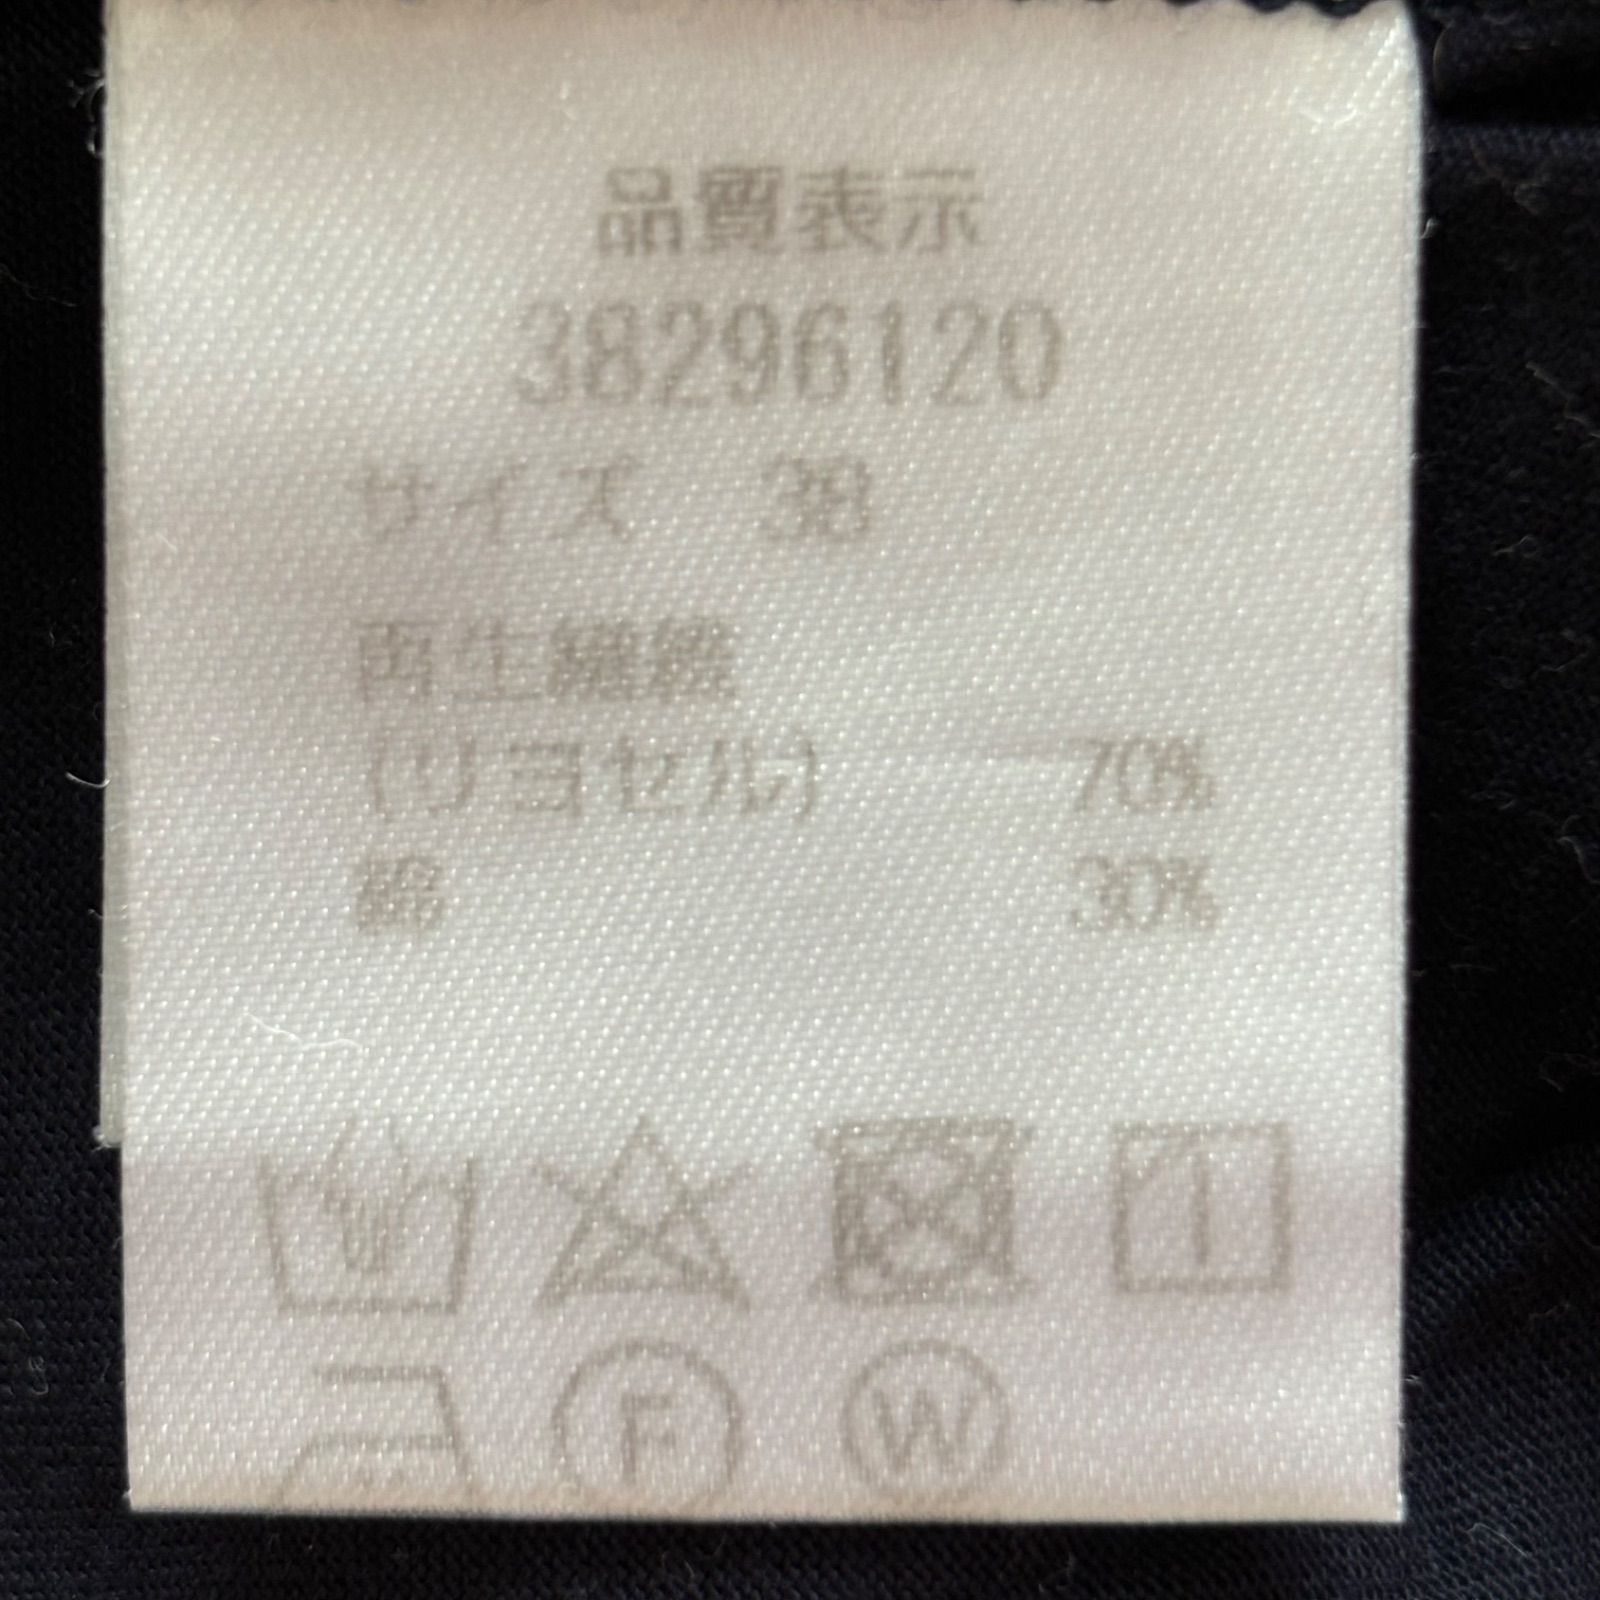 品質表示
38296120
サイズ 38
再生繊維
(リヨセル) 70%
綿 30%
F W